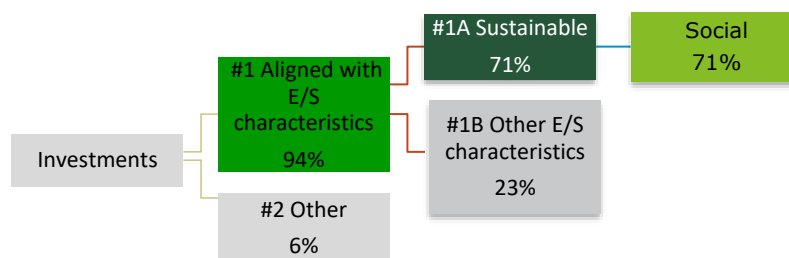 Investments
#1 Aligned with
E/S
characteristics
94%
#2 Other
6%
#1A Sustainable
71%
#1B Other E/S
characteristics
23%
Social
71%